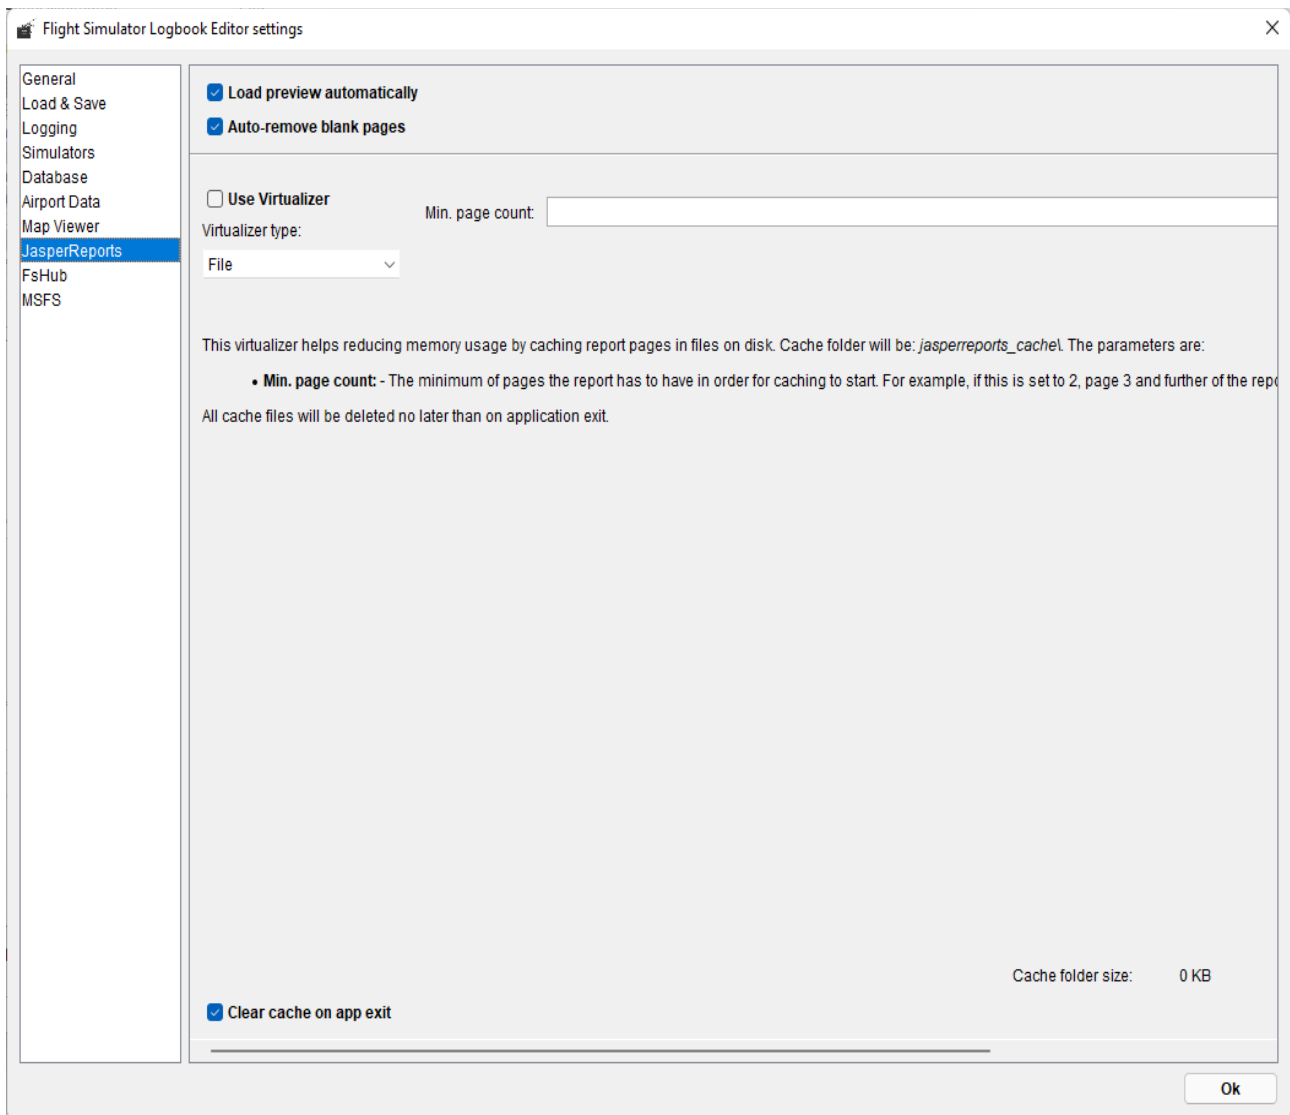 Flight Simulator Logbook Editor settings
General
Load & Save
Logging
Simulators
Database
Airport Data
Map Viewer
JasperReports
FsHub
MSFS
Load preview automatically
Auto-remove blank pages
Use Virtualizer
Min. page count:
Virtualizer type:
File
This virtualizer helps reducing memory usage by caching report pages in files on disk. Cache folder will be: jasperreports_cache\. The parameters are:
• Min. page count: - The minimum of pages the report has to have in order for caching to start. For example, if this is set to 2, page 3 and further of the
All cache files will be deleted no later than on application exit.
Cache folder size: 0 KB
Clear cache on app exit
Ok